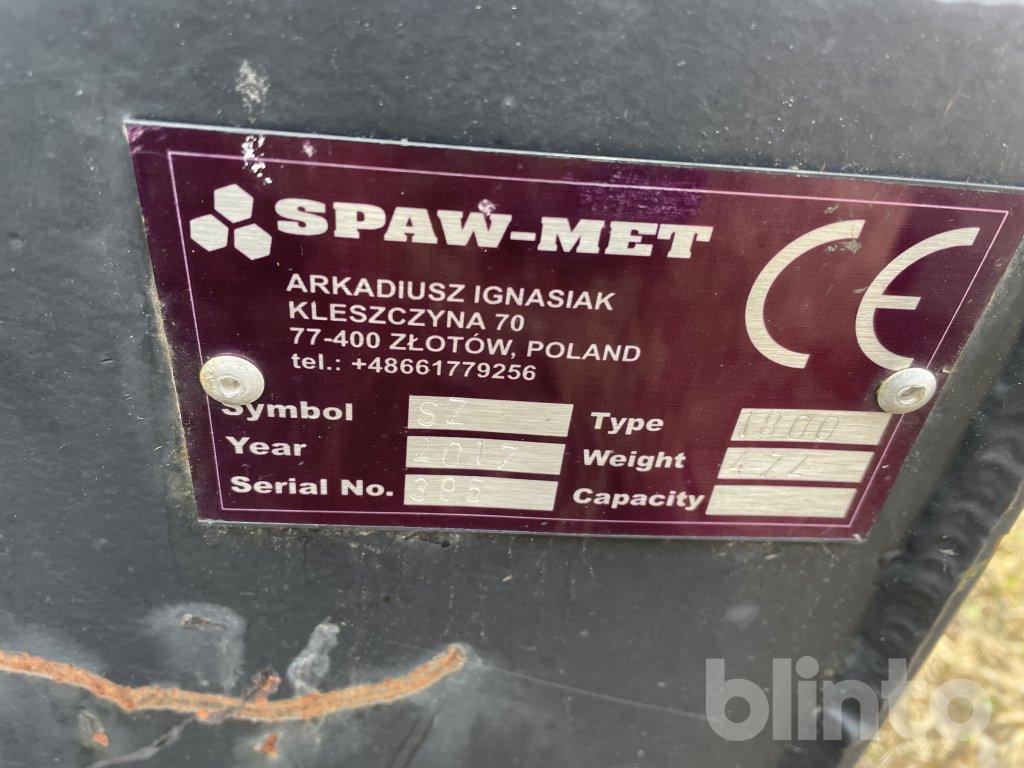 SPAW-MET
CE
ARKADIUSZ IGNASIAK
KLESZCZYNA 70
77-400 ZŁOTÓW, POLAND
tel.: +48661779256
Symbol SZ Type 1800
Year 2017 Weight
Serial No. 395 Capacity
blinto